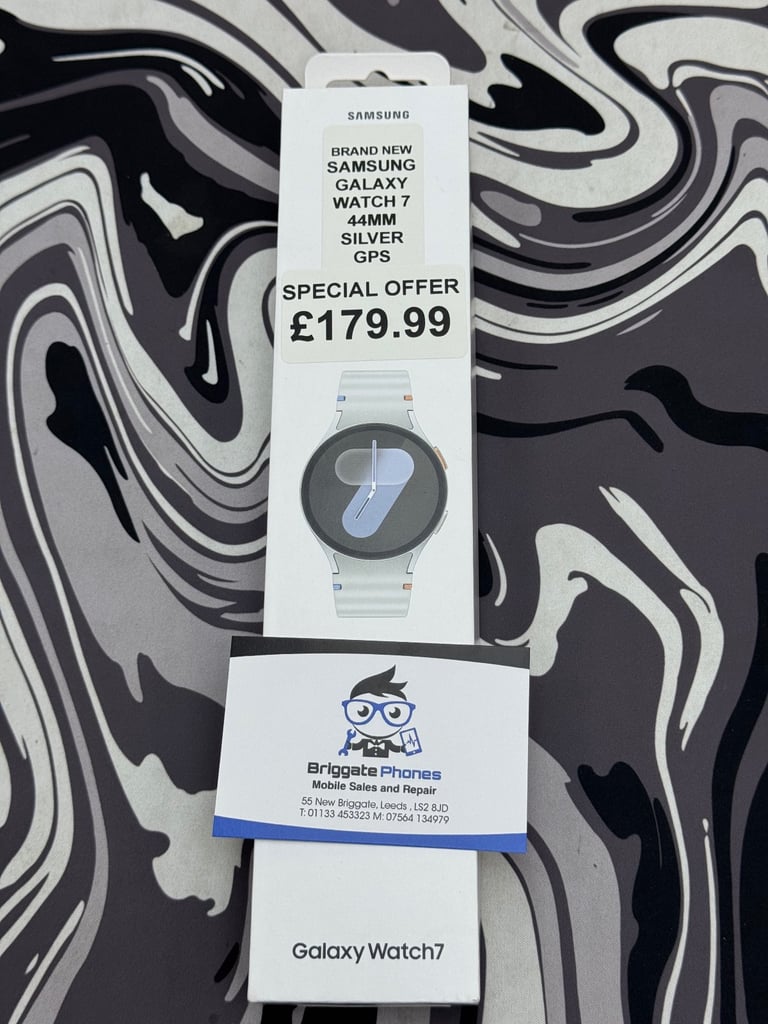 SAMSUNG
BRAND NEW
SAMSUNG
GALAXY
WATCH 7
44MM
SILVER
GPS
SPECIAL OFFER
£179.99
Briggate Phones
Mobile Sales and Repair
55 New Briggate, Leeds , LS2 8JD
T: 01133 453323 M: 07564 134979
Galaxy Watch7